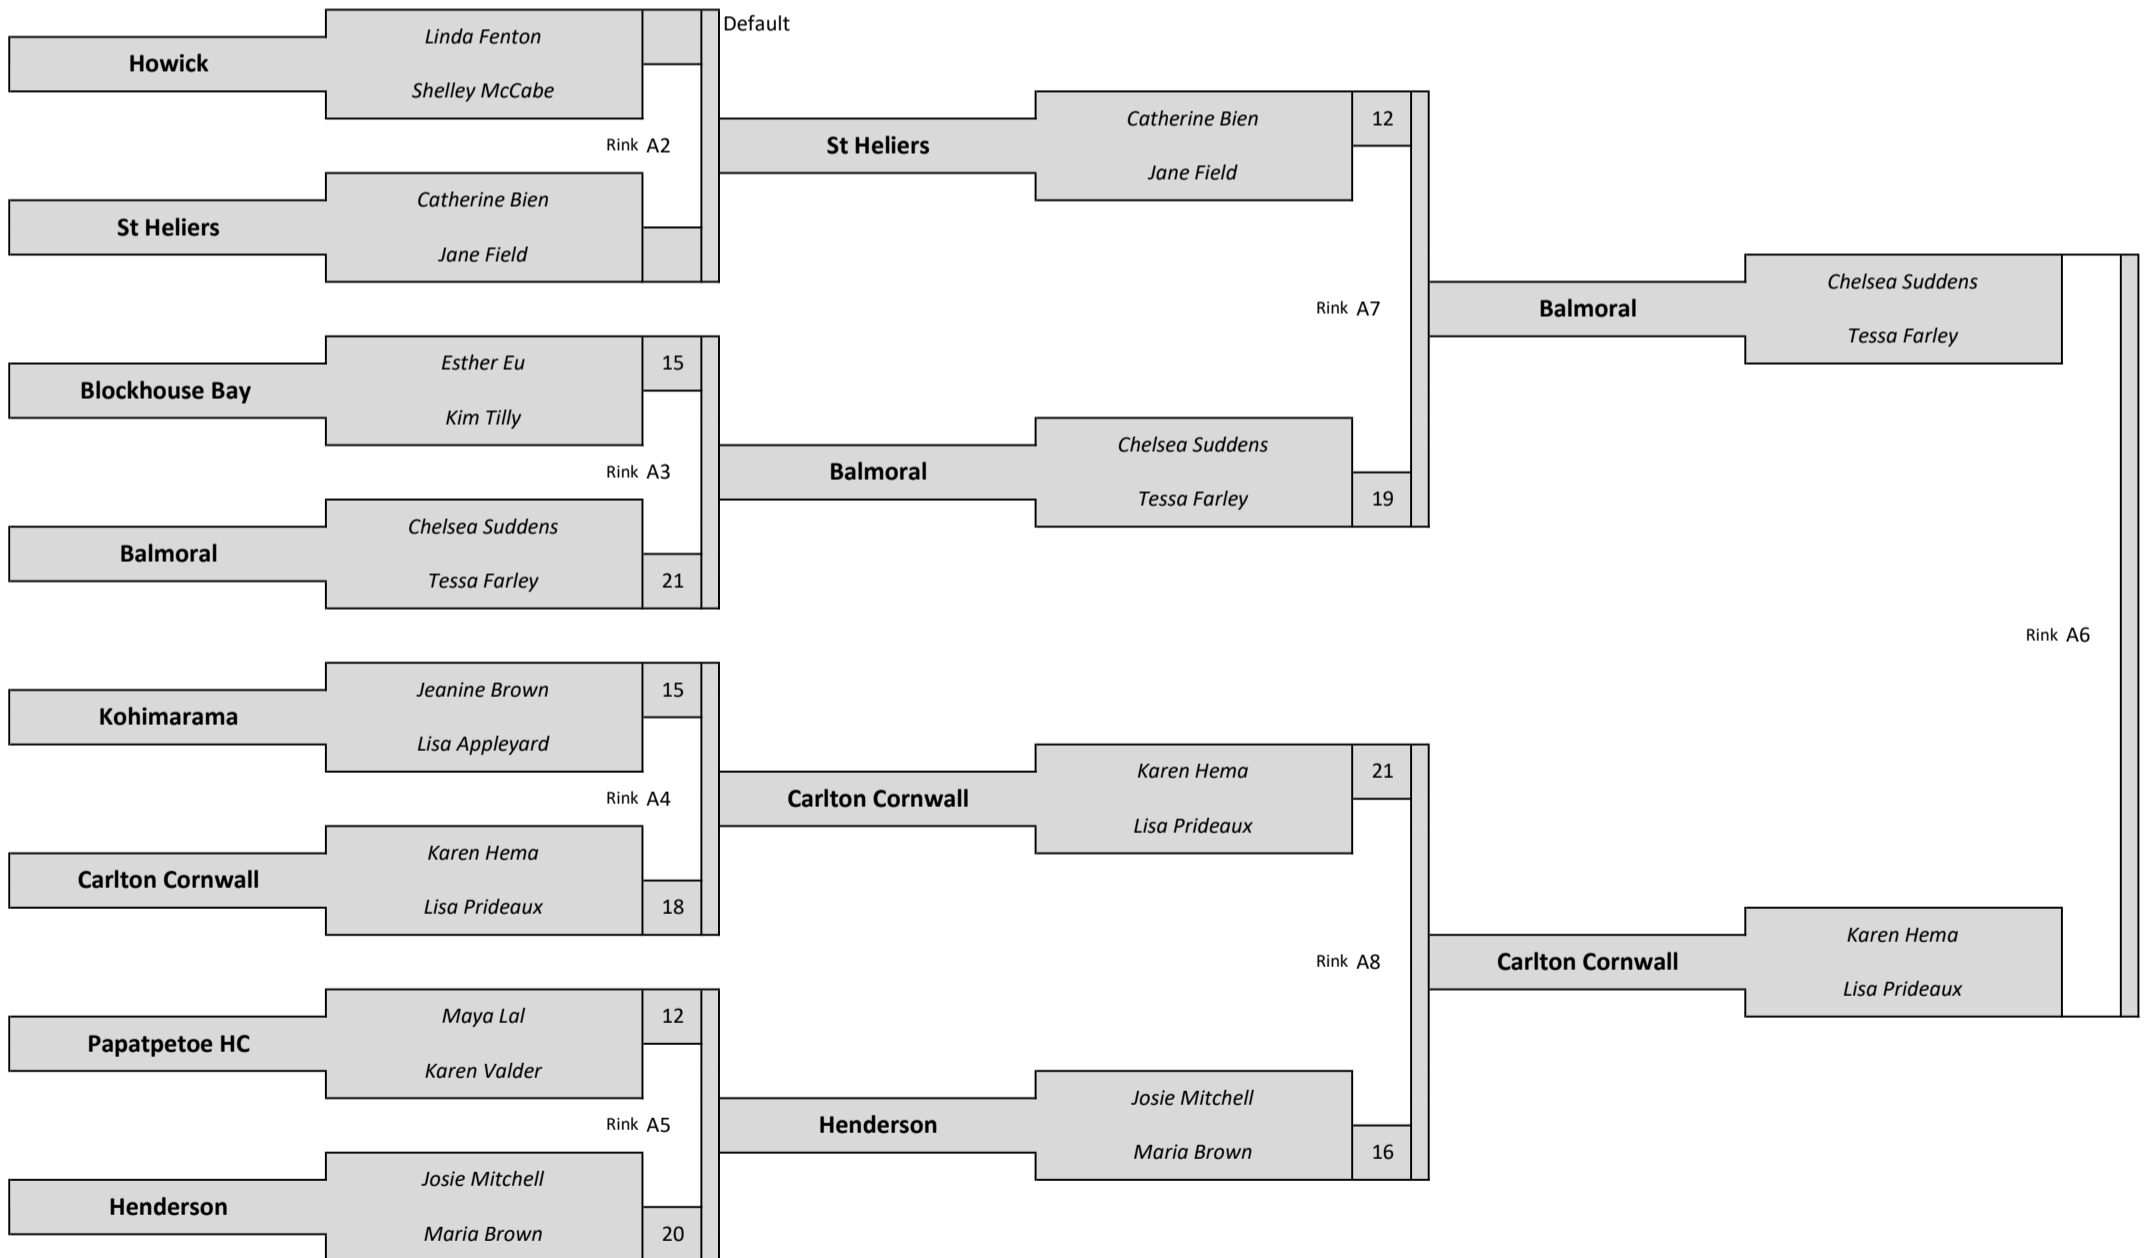 Linda Fenton
Default
Howick
Shelley McCabe
Catherine Bien 12
Rink A2
St Heliers
Jane Field
Catherine Bien
St Heliers
Jane Field
Chelsea Suddens
Rink A7
Balmoral
Tessa Farley
Esther Eu 15
Blockhouse Bay
Kim Tilly
Chelsea Suddens
Rink A3
Balmoral
Tessa Farley 19
Chelsea Suddens
Balmoral
Tessa Farley 21
Rink A6
Jeanine Brown 15
Kohimarama
Lisa Appleyard
Karen Hema 21
Rink A4
Carlton Cornwall
Lisa Prideaux
Karen Hema
Carlton Cornwall
Lisa Prideaux 18
Karen Hema
Rink A8
Carlton Cornwall
Lisa Prideaux
Maya Lal 12
Papatpetoe HC
Karen Valder
Josie Mitchell
Rink A5
Henderson
Maria Brown 16
Josie Mitchell
Henderson
Maria Brown 20